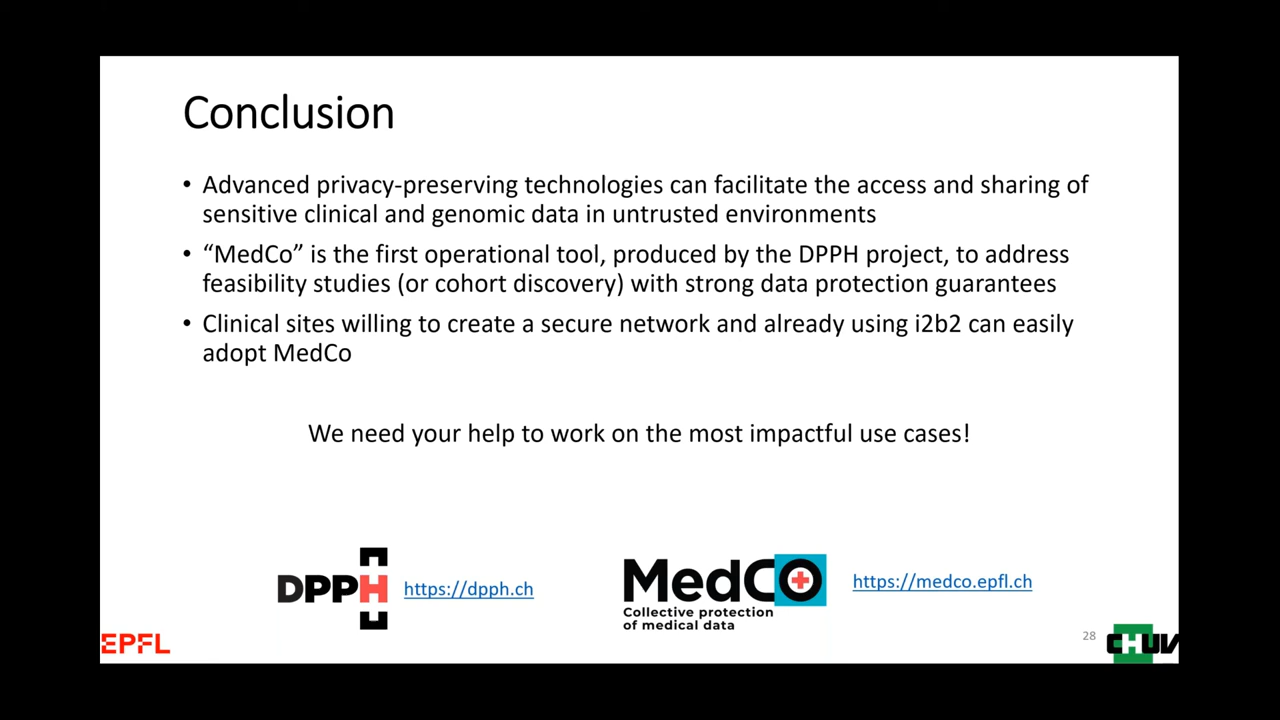 Conclusion
• Advanced privacy-preserving technologies can facilitate the access and sharing of
sensitive clinical and genomic data in untrusted environments
• “MedCo” is the first operational tool, produced by the DPPH project, to address
feasibility studies (or cohort discovery) with strong data protection guarantees
• Clinical sites willing to create a secure network and already using i2b2 can easily
adopt MedCo
We need your help to work on the most impactful use cases!
DPPH
https://dpph.ch
MedCo
Collective protection
of medical data
https://medco.epfl.ch
EPFL
28
CHUV